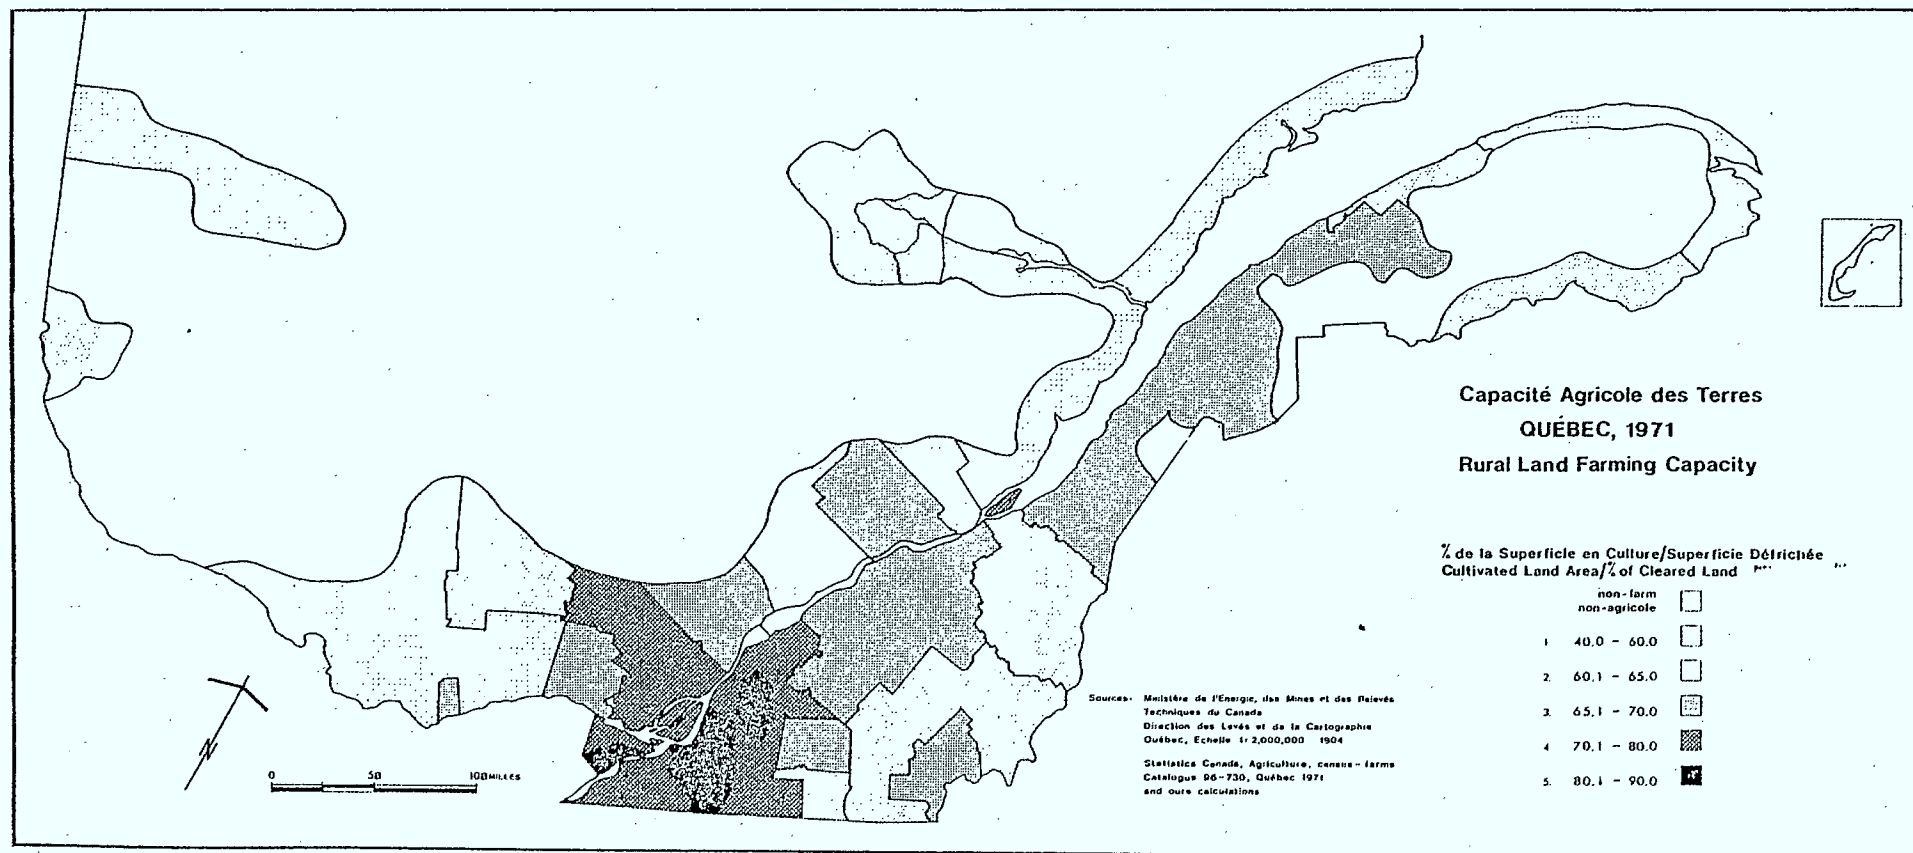 Capacité Agricole des Terres
QUÉBEC, 1971
Rural Land Farming Capacity
% de la Superficie en Culture/Superficie Défrichée
Cultivated Land Area/% of Cleared Land
non-farm
non-agricole
1 40.0 - 60.0
2. 60.1 - 65.0
3. 65.1 - 70.0
4 70.1 - 80.0
5. 80.1 - 90.0
Sources: Ministère de l'Energie, des Mines et des Relevés
Techniques du Canada
Direction des Levés et de la Cartographie
Québec, Echelle 1:2,000,000 1904
Statistics Canada, Agriculture, census-farms
Catalogue 96-730, Québec 1971
and ours calculations
N
0 50 100 MILLES